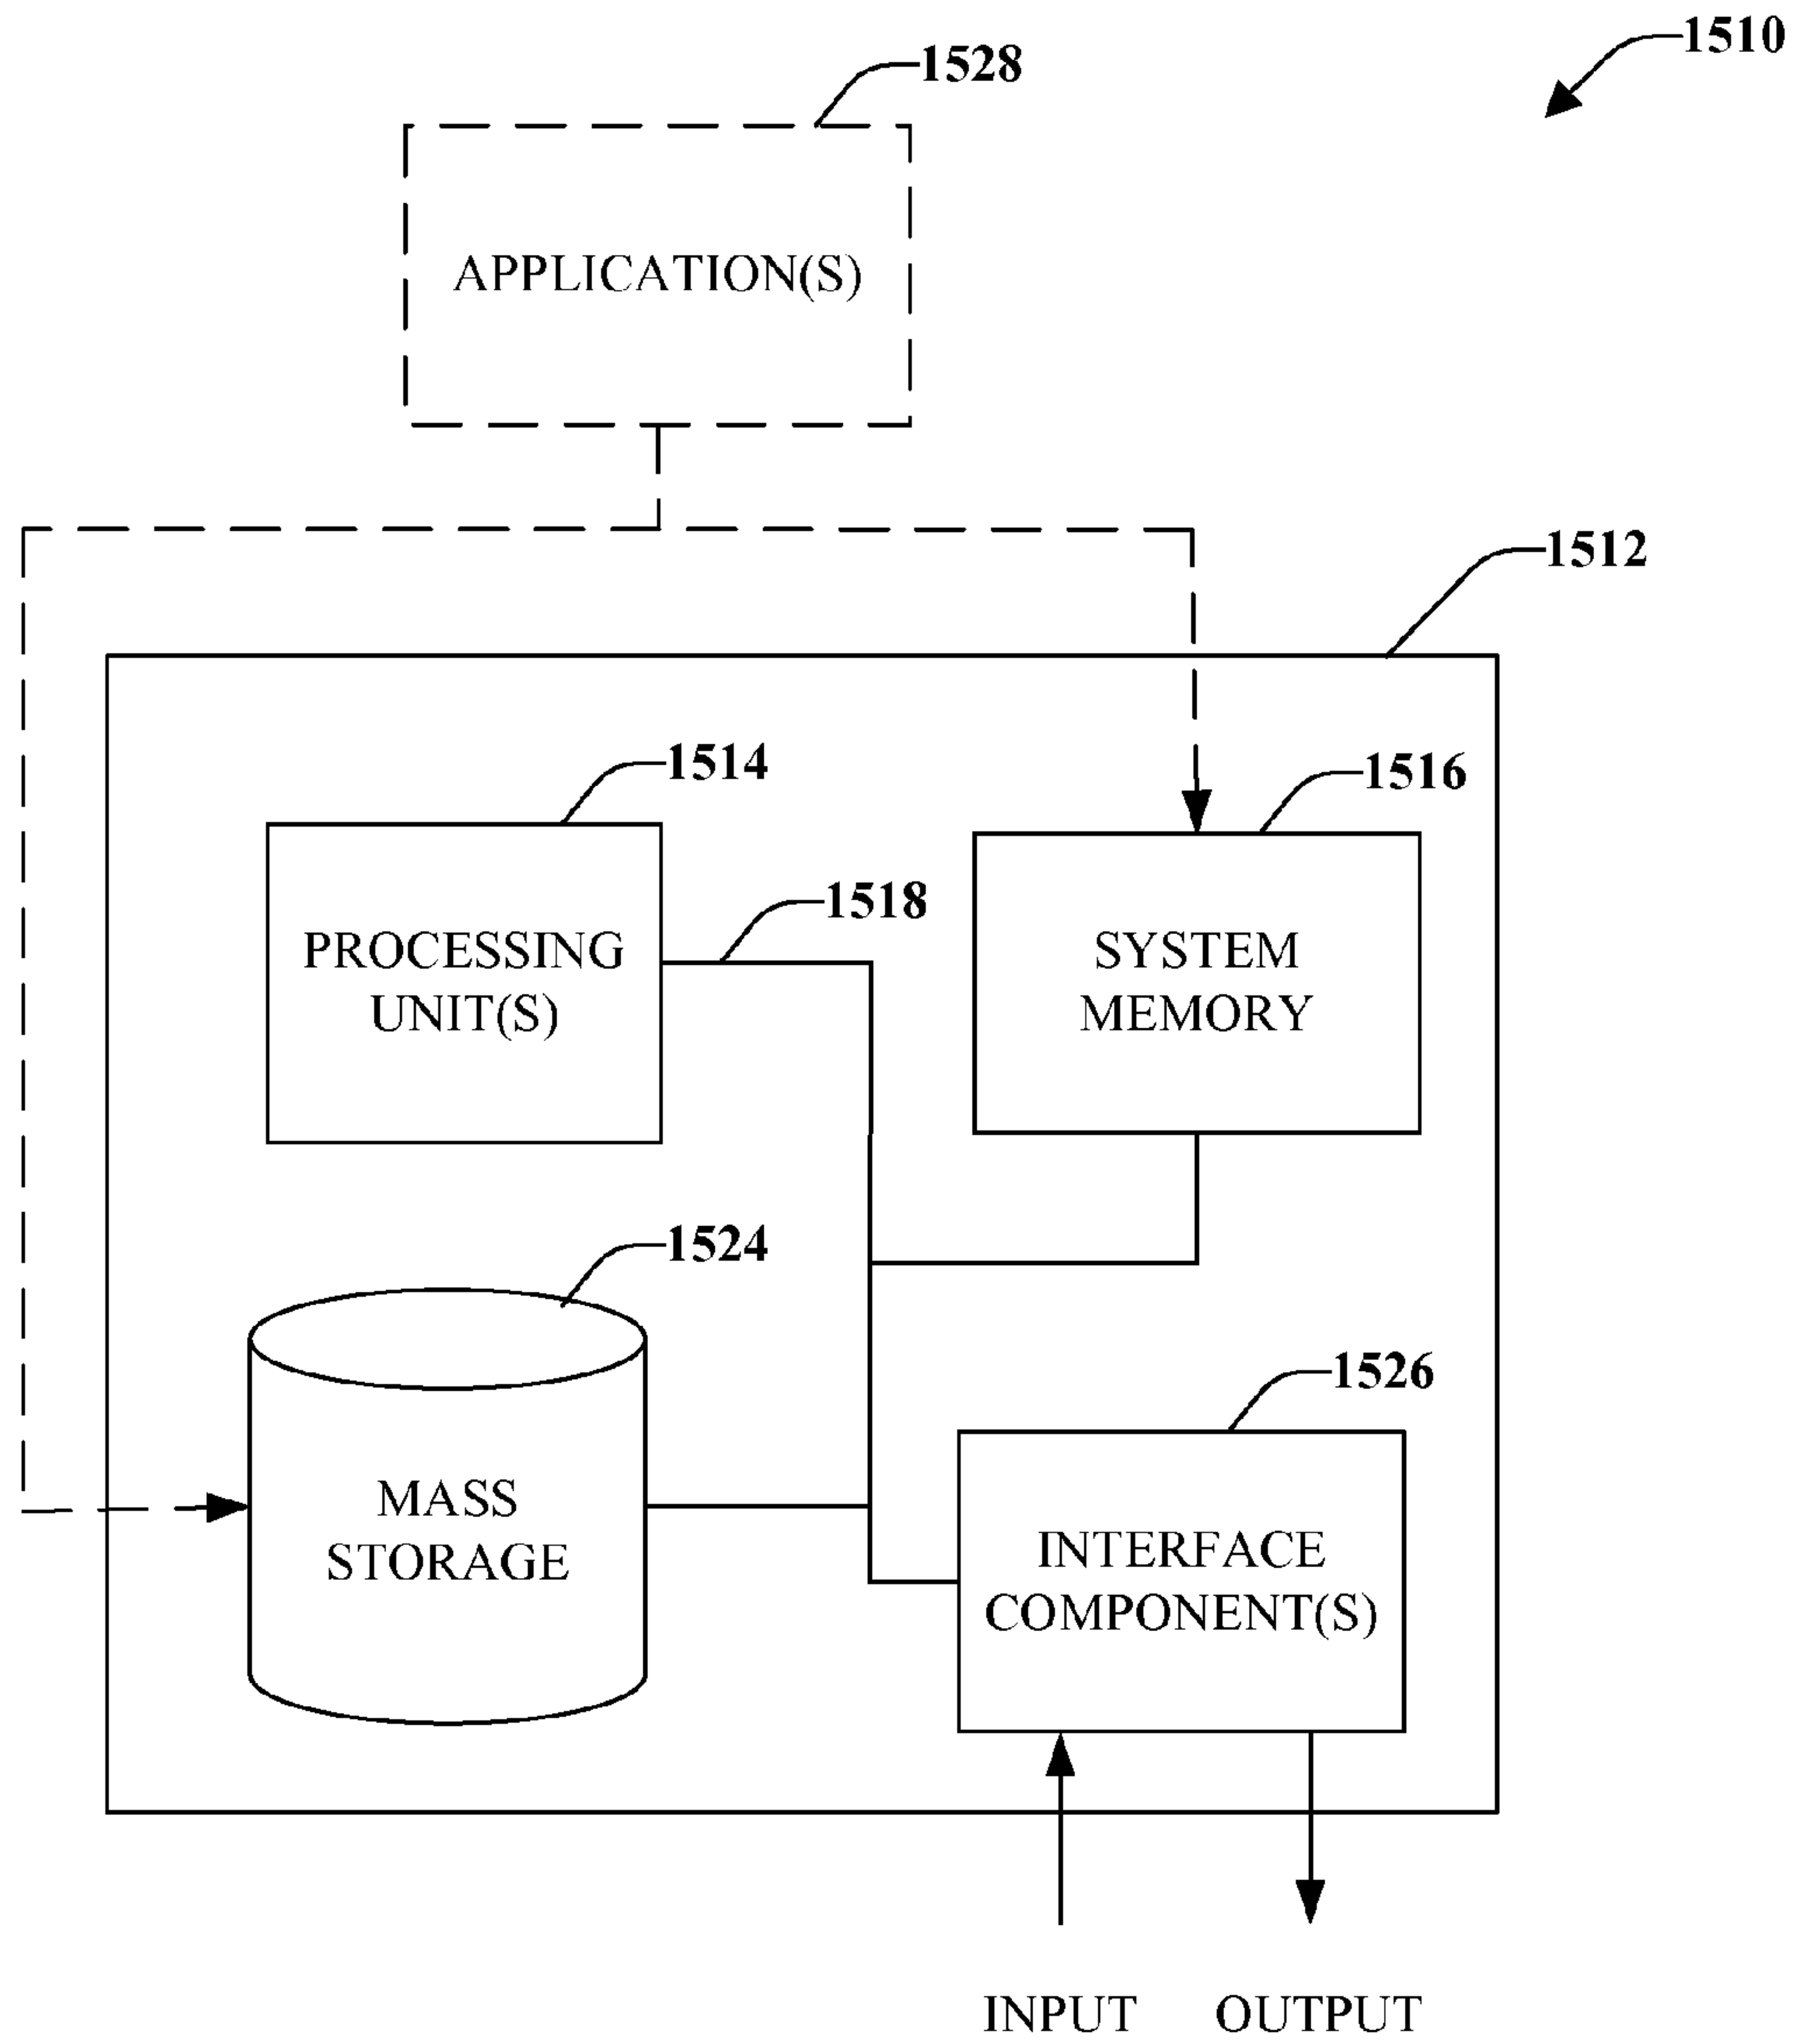 1510
1528
APPLICATION(S)
1512
1514
1516
1518
PROCESSING
UNIT(S)
SYSTEM
MEMORY
1524
1526
MASS
STORAGE
INTERFACE
COMPONENT(S)
INPUT
OUTPUT